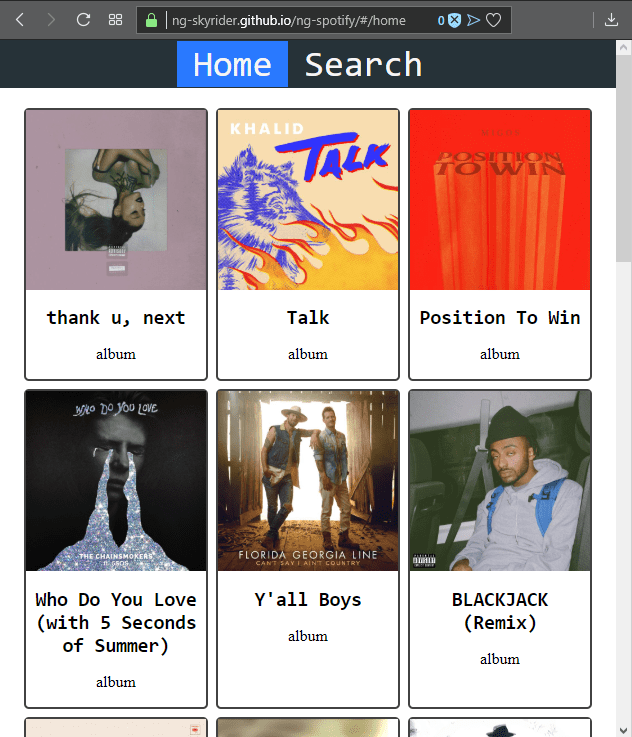 ng-skyrider.github.io/ng-spotify/#/home
0
Home Search
KHALID
TALK
POSITION
TO WIN
thank u, next
Talk
Position To Win
album
album
album
WHO DO YOU LOVE
THE CHAINSMOKERS
FLORIDA GEORGIA LINE
CAN'T SAY I AIN'T COUNTRY
Who Do You Love
(with 5 Seconds
of Summer)
Y'all Boys
BLACKJACK
(Remix)
album
album
album